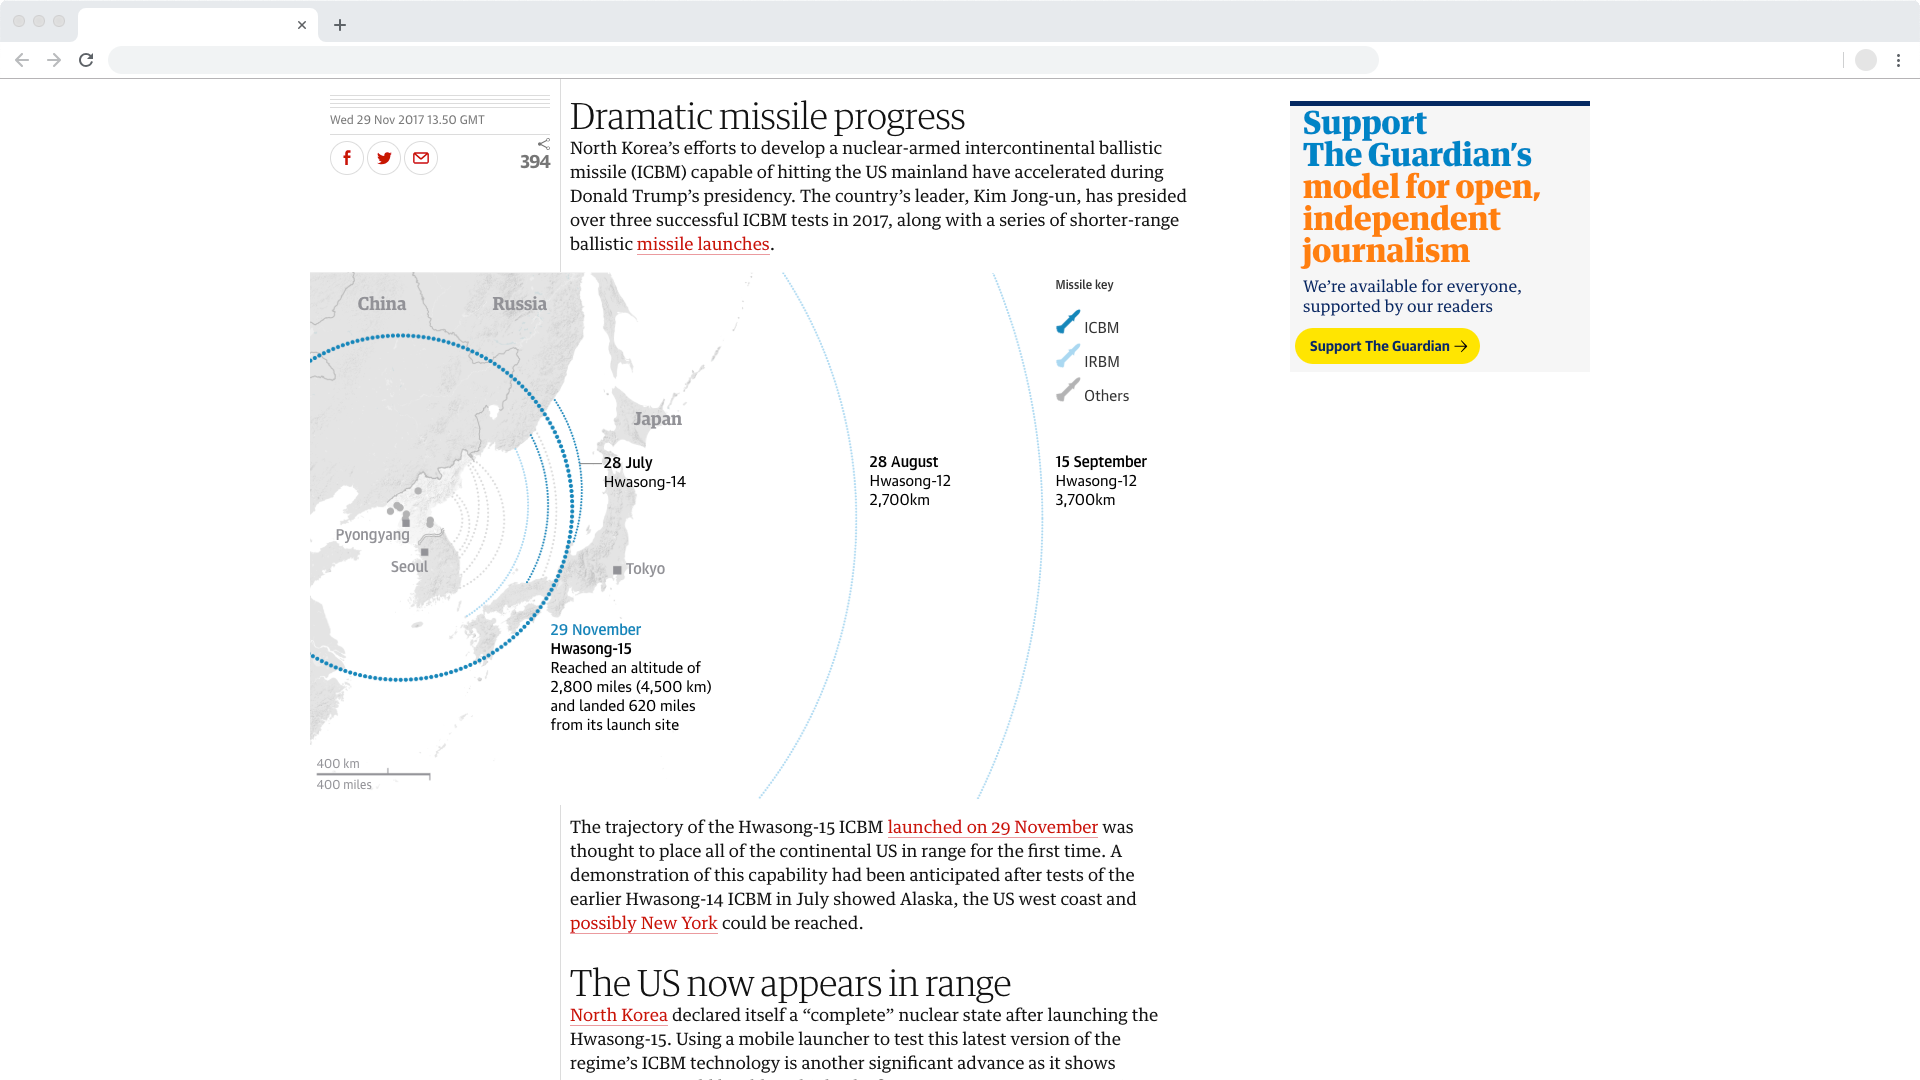 Wed 29 Nov 2017 13.50 GMT
394
Dramatic missile progress
North Korea’s efforts to develop a nuclear-armed intercontinental ballistic
missile (ICBM) capable of hitting the US mainland have accelerated during
Donald Trump’s presidency. The country’s leader, Kim Jong-un, has presided
over three successful ICBM tests in 2017, along with a series of shorter-range
ballistic missile launches.
Support
The Guardian’s
model for open,
independent
journalism
We’re available for everyone,
supported by our readers
Support The Guardian
China
Russia
Japan
Pyongyang
Seoul
Tokyo
Missile key
ICBM
IRBM
Others
28 July
Hwasong-14
28 August
Hwasong-12
2,700km
15 September
Hwasong-12
3,700km
29 November
Hwasong-15
Reached an altitude of
2,800 miles (4,500 km)
and landed 620 miles
from its launch site
400 km
400 miles
The trajectory of the Hwasong-15 ICBM launched on 29 November was
thought to place all of the continental US in range for the first time. A
demonstration of this capability had been anticipated after tests of the
earlier Hwasong-14 ICBM in July showed Alaska, the US west coast and
possibly New York could be reached.
The US now appears in range
North Korea declared itself a “complete” nuclear state after launching the
Hwasong-15. Using a mobile launcher to test this latest version of the
regime’s ICBM technology is another significant advance as it shows